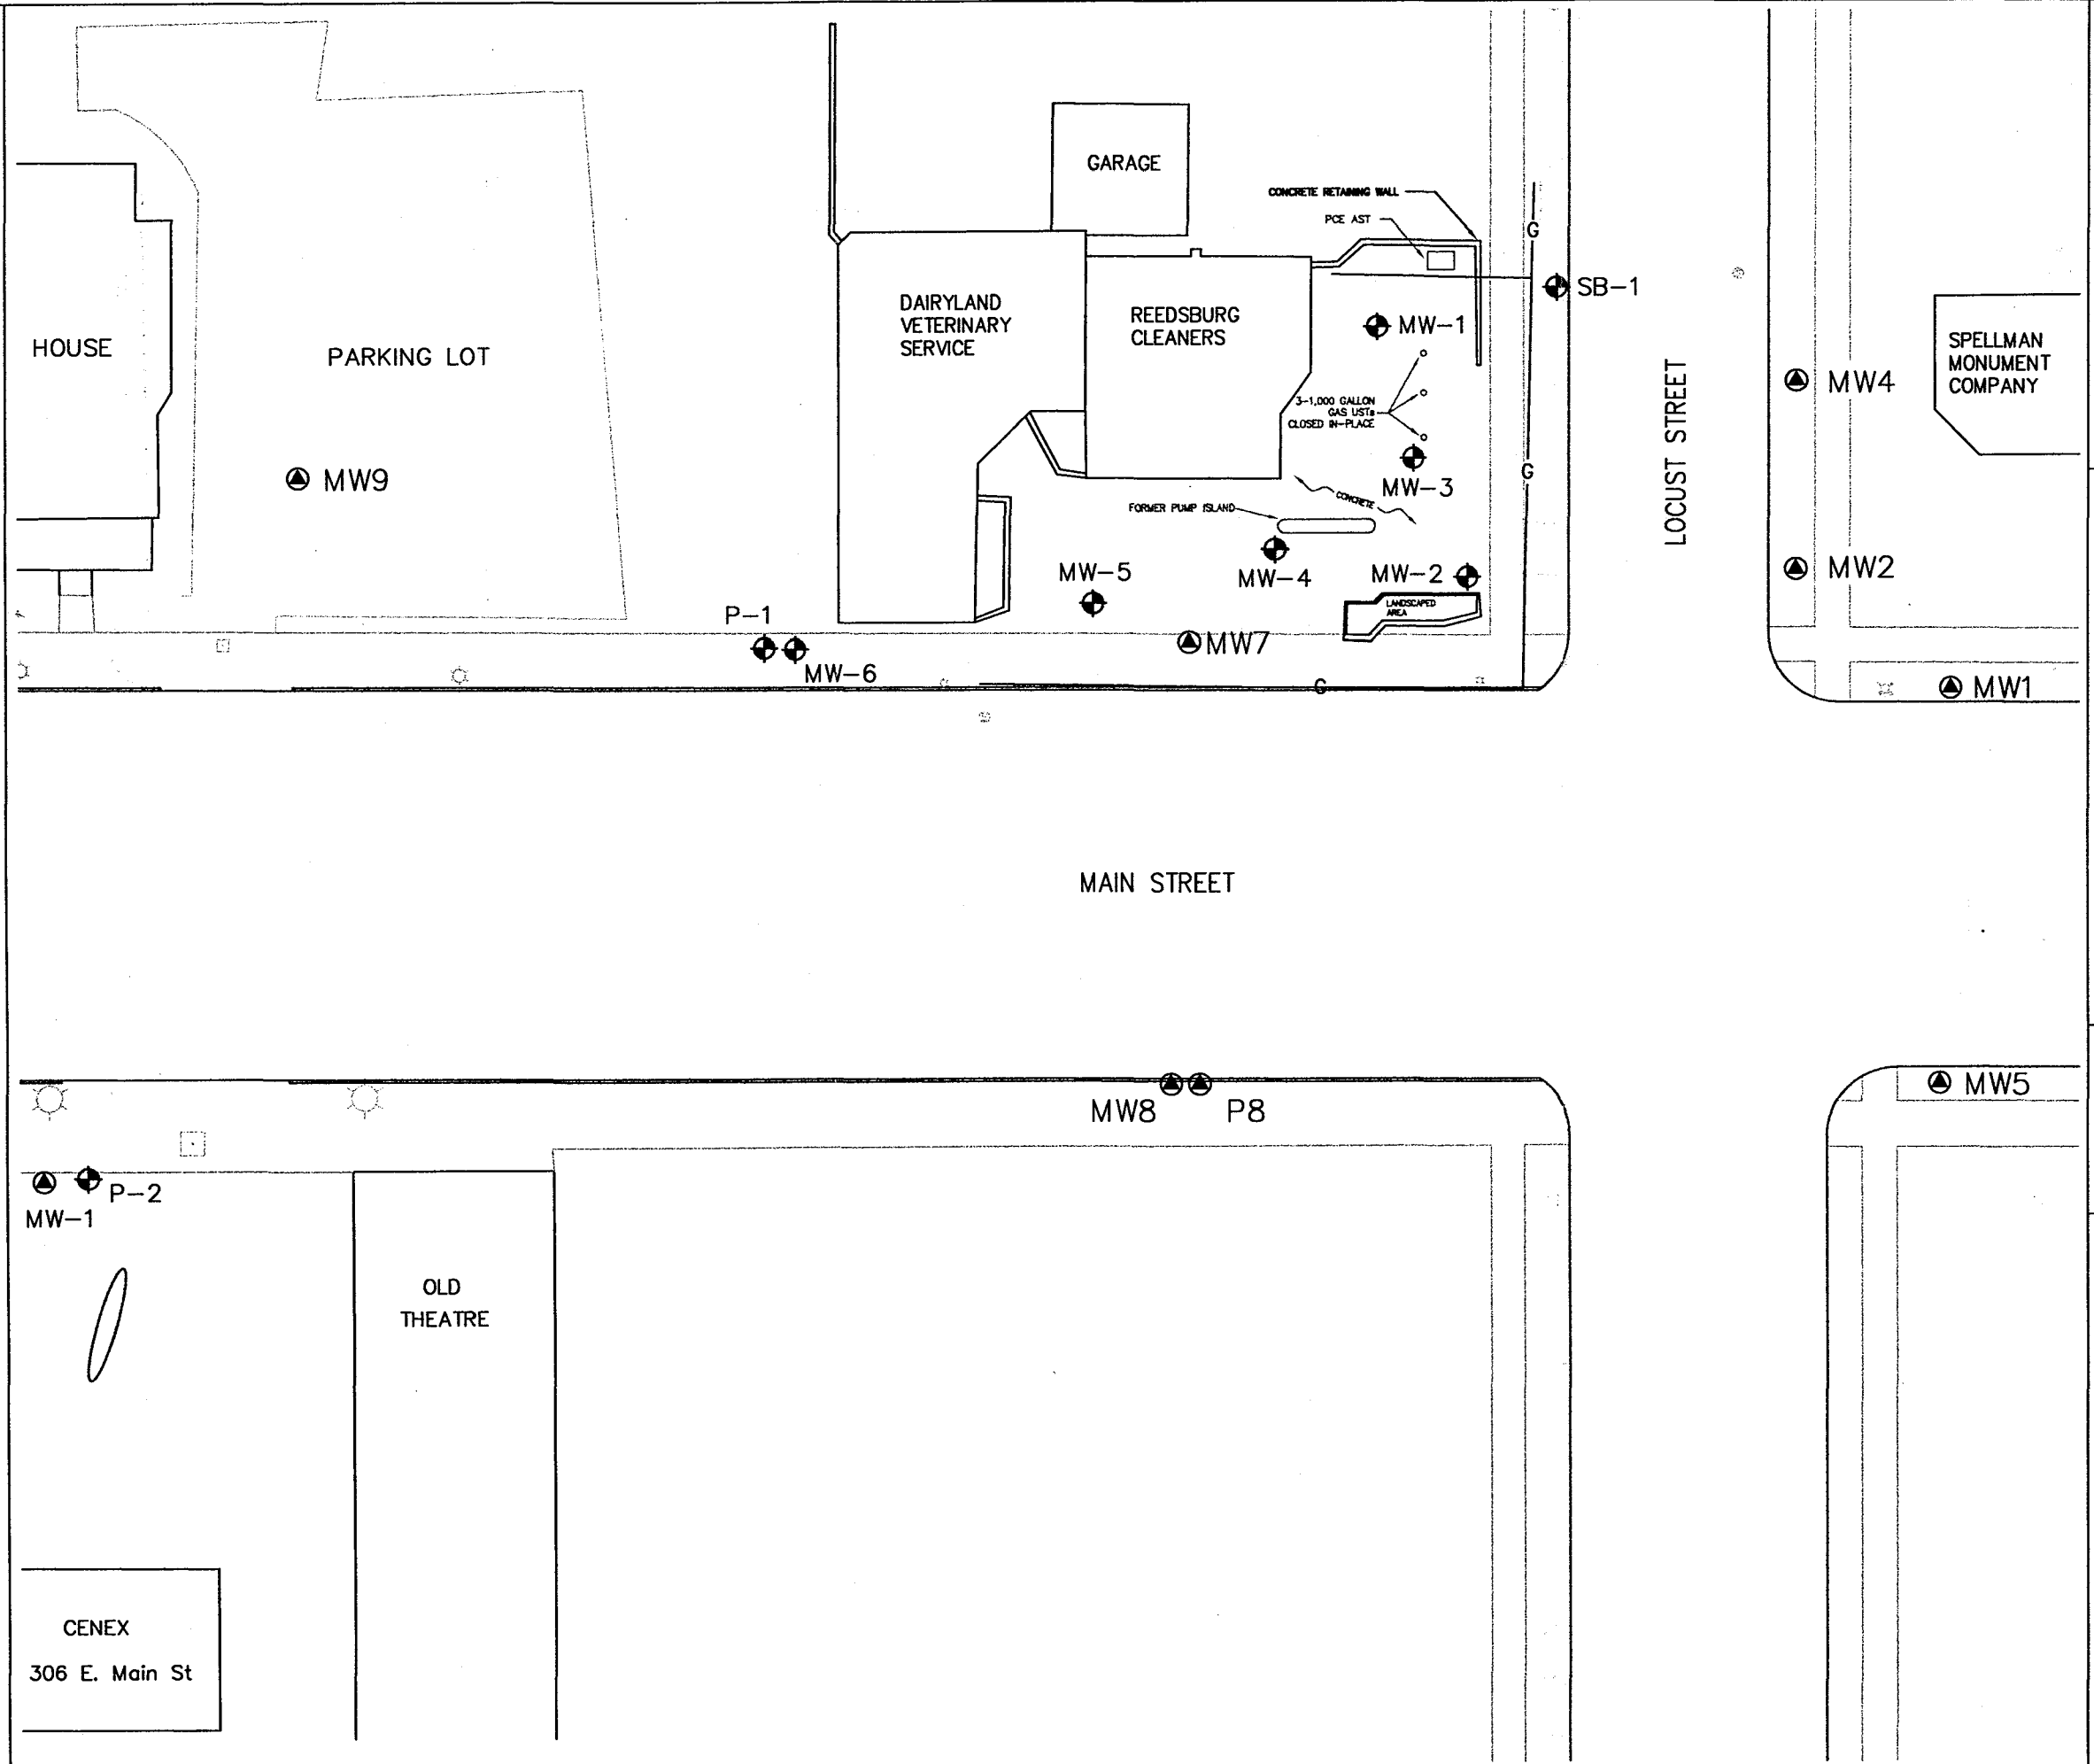 GARAGE
CONCRETE RETAINING WALL
PCE AST
G
SB-1
DAIRYLAND
VETERINARY
SERVICE
REEDSBURG
CLEANERS
MW-1
HOUSE
PARKING LOT
SPELLMAN
MONUMENT
COMPANY
MW4
3-1,000 GALLON
GAS USTs
CLOSED IN-PLACE
LOCUST STREET
MW9
G
MW-3
CONCRETE
FORMER PUMP ISLAND
MW-5
MW-4
MW-2
MW2
LANDSCAPED
AREA
P-1
MW7
MW-6
G
MW1
MAIN STREET
MW8
P8
MW5
P-2
MW-1
OLD
THEATRE
CENEX
306 E. Main St